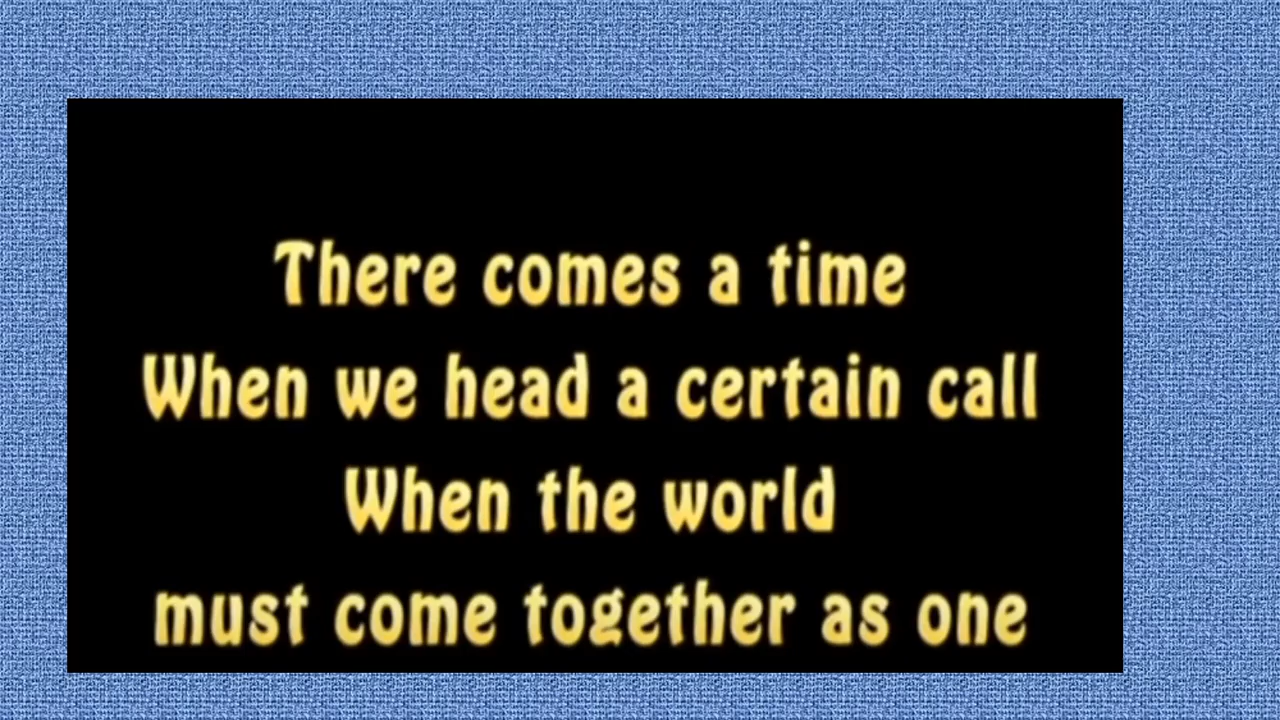 There comes a time
When we head a certain call
When the world
must come together as one